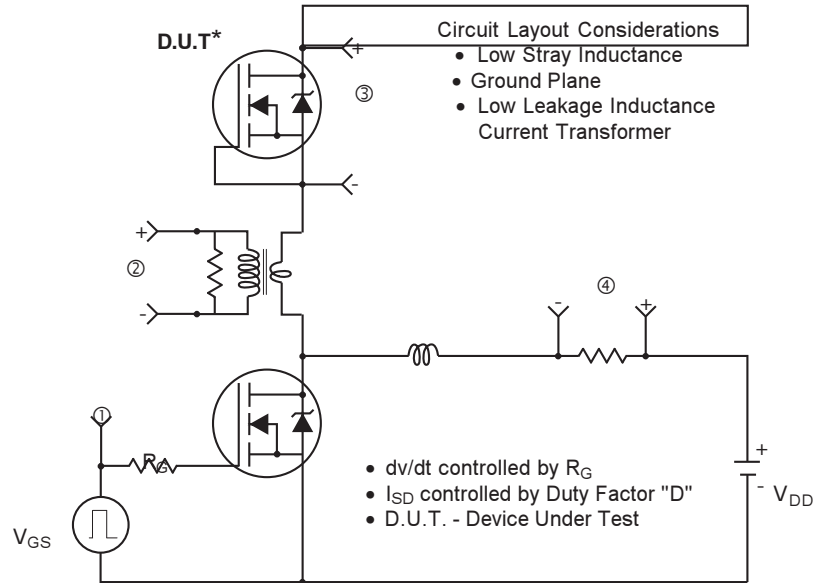 Circuit Layout Considerations
D.U.T*
• Low Stray Inductance
• Ground Plane
• Low Leakage Inductance
Current Transformer
+
③
-
+
②
-
④
-
+
①
RG
• dv/dt controlled by RG
• ISD controlled by Duty Factor "D"
• D.U.T. - Device Under Test
+
-
VDD
VGS